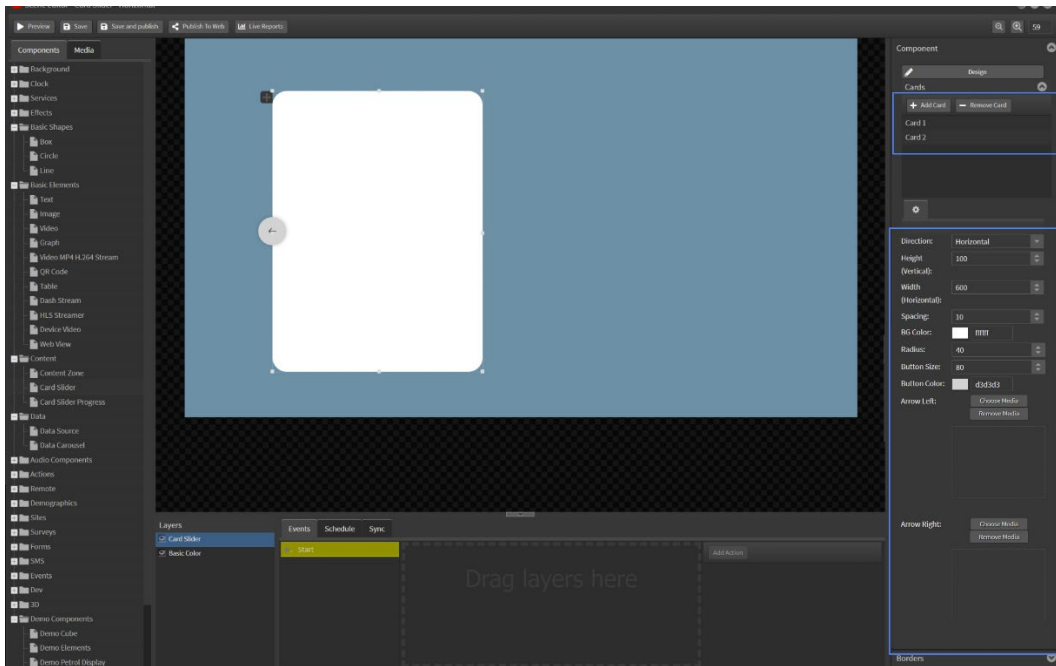 Scene Editor - Card Slider - Horizontal
Preview Save Save and publish Publish To Web Live Reports 59
Components Media
Background
Clock
Services
Effects
Basic Shapes
Box
Circle
Line
Basic Elements
Text
Image
Video
Graph
Video MP4 H.264 Stream
QR Code
Table
Dash Stream
HLS Streamer
Device Video
Web View
Content
Content Zone
Card Slider
Card Slider Progress
Data
Data Source
Data Carousel
Audio Components
Actions
Remote
Demographics
Sites
Surveys
Forms
SMS
Events
Dev
3D
Demo Components
Demo Cube
Demo Elements
Demo Petrol Display
Layers
Card Slider
Basic Color
Events Schedule Sync
Start
Drag layers here
Add Action
Component
Design
Cards
Add Card Remove Card
Card 1
Card 2
Direction: Horizontal
Height (Vertical): 100
Width (Horizontal): 600
Spacing: 10
BG Color: ffffff
Radius: 40
Button Size: 80
Button Color: d3d3d3
Arrow Left: Choose Media
Remove Media
Arrow Right: Choose Media
Remove Media
Borders